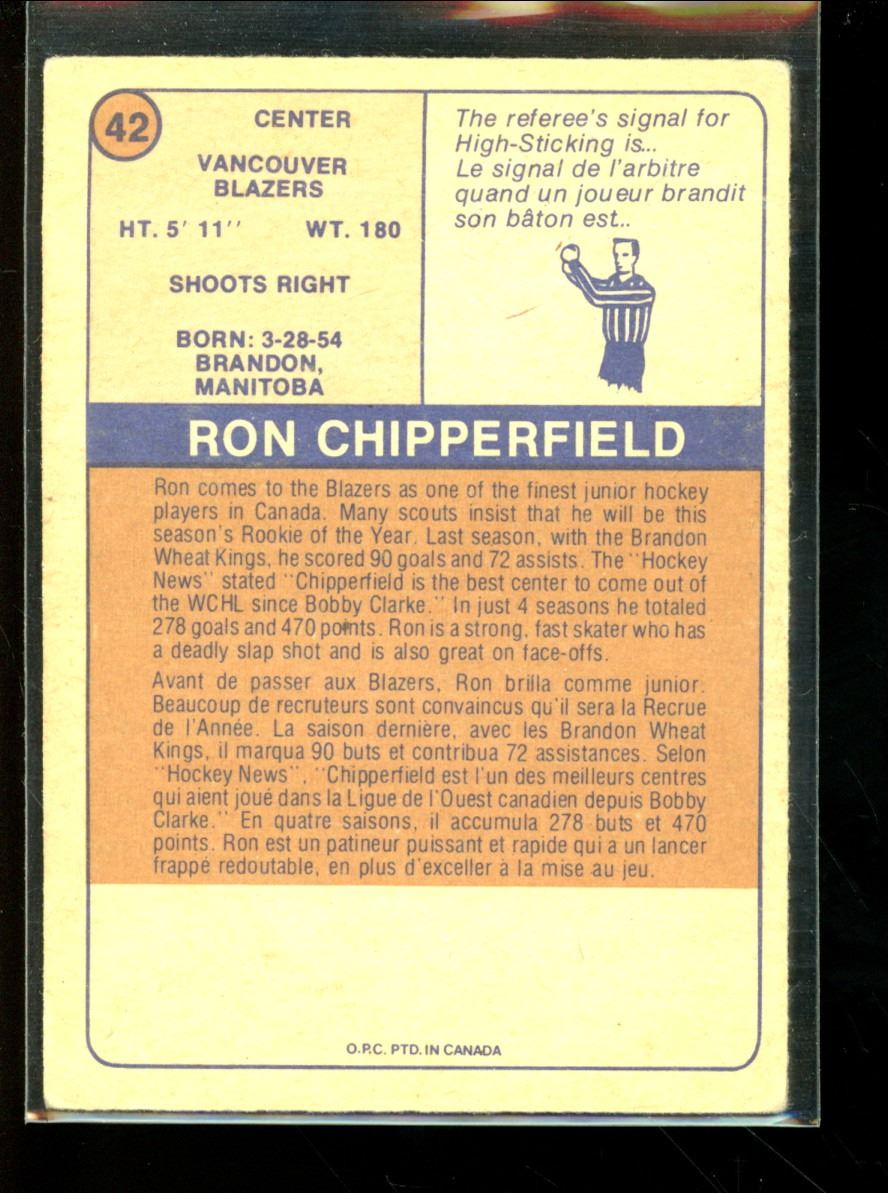 42
CENTER
VANCOUVER
BLAZERS
HT. 5' 11'' WT. 180
SHOOTS RIGHT
BORN: 3-28-54
BRANDON,
MANITOBA
The referee's signal for
High-Sticking is...
Le signal de l'arbitre
quand un joueur brandit
son bâton est..
RON CHIPPERFIELD
Ron comes to the Blazers as one of the finest junior hockey
players in Canada. Many scouts insist that he will be this
season's Rookie of the Year. Last season, with the Brandon
Wheat Kings, he scored 90 goals and 72 assists. The "Hockey
News" stated "Chipperfield is the best center to come out of
the WCHL since Bobby Clarke." In just 4 seasons he totaled
278 goals and 470 points. Ron is a strong, fast skater who has
a deadly slap shot and is also great on face-offs.
Avant de passer aux Blazers, Ron brilla comme junior.
Beaucoup de recruteurs sont convaincus qu'il sera la Recrue
de l'Année. La saison dernière, avec les Brandon Wheat
Kings, il marqua 90 buts et contribua 72 assistances. Selon
"Hockey News", "Chipperfield est l'un des meilleurs centres
qui aient joué dans la Ligue de l'Ouest canadien depuis Bobby
Clarke." En quatre saisons, il accumula 278 buts et 470
points. Ron est un patineur puissant et rapide qui a un lancer
frappé redoutable, en plus d'exceller à la mise au jeu.
O.P.C. PTD. IN CANADA